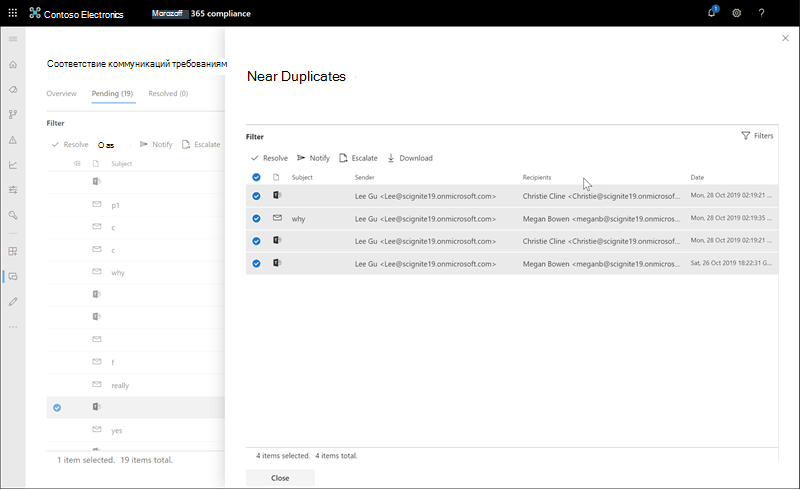 Contoso Electronics Marazoff 365 compliance 1 ?
Соответствие коммуникаций требованиям
Overview Pending (19) Resolved (0)
Filter
Resolve O as Notify Escalate
Subject
p1
c
c
why
f
really
yes
1 item selected. 19 items total.
Near Duplicates
Filter Filters
Resolve Notify Escalate Download
Subject Sender Recipients Date
Lee Gu <Lee@scignite19.onmicrosoft.com> Christie Cline <Christie@scignite19.onmicrosof... Mon, 28 Oct 2019 02:19:21 ...
why Lee Gu <Lee@scignite19.onmicrosoft.com> Megan Bowen <meganb@scignite19.onmicros... Mon, 28 Oct 2019 02:19:35 ...
Lee Gu <Lee@scignite19.onmicrosoft.com> Christie Cline <Christie@scignite19.onmicrosof... Mon, 28 Oct 2019 02:19:21 ...
Lee Gu <Lee@scignite19.onmicrosoft.com> Megan Bowen <meganb@scignite19.onmicros... Sat, 26 Oct 2019 18:22:31 G...
4 items selected. 4 items total.
Close